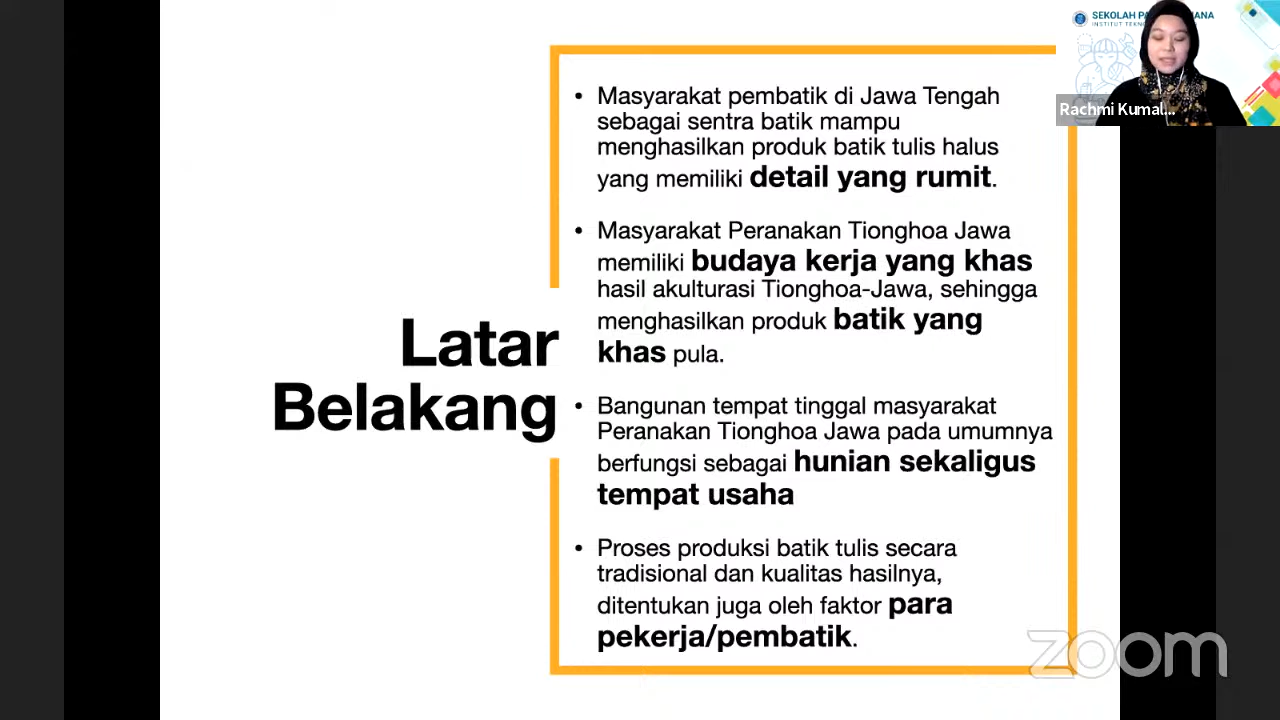 SEKOLAH
INSTITUT
Rachmi Kumal...
Latar
Belakang
• Masyarakat pembatik di Jawa Tengah
sebagai sentra batik mampu
menghasilkan produk batik tulis halus
yang memiliki detail yang rumit.
• Masyarakat Peranakan Tionghoa Jawa
memiliki budaya kerja yang khas
hasil akulturasi Tionghoa-Jawa, sehingga
menghasilkan produk batik yang
khas pula.
• Bangunan tempat tinggal masyarakat
Peranakan Tionghoa Jawa pada umumnya
berfungsi sebagai hunian sekaligus
tempat usaha
• Proses produksi batik tulis secara
tradisional dan kualitas hasilnya,
ditentukan juga oleh faktor para
pekerja/pembatik.
zoom